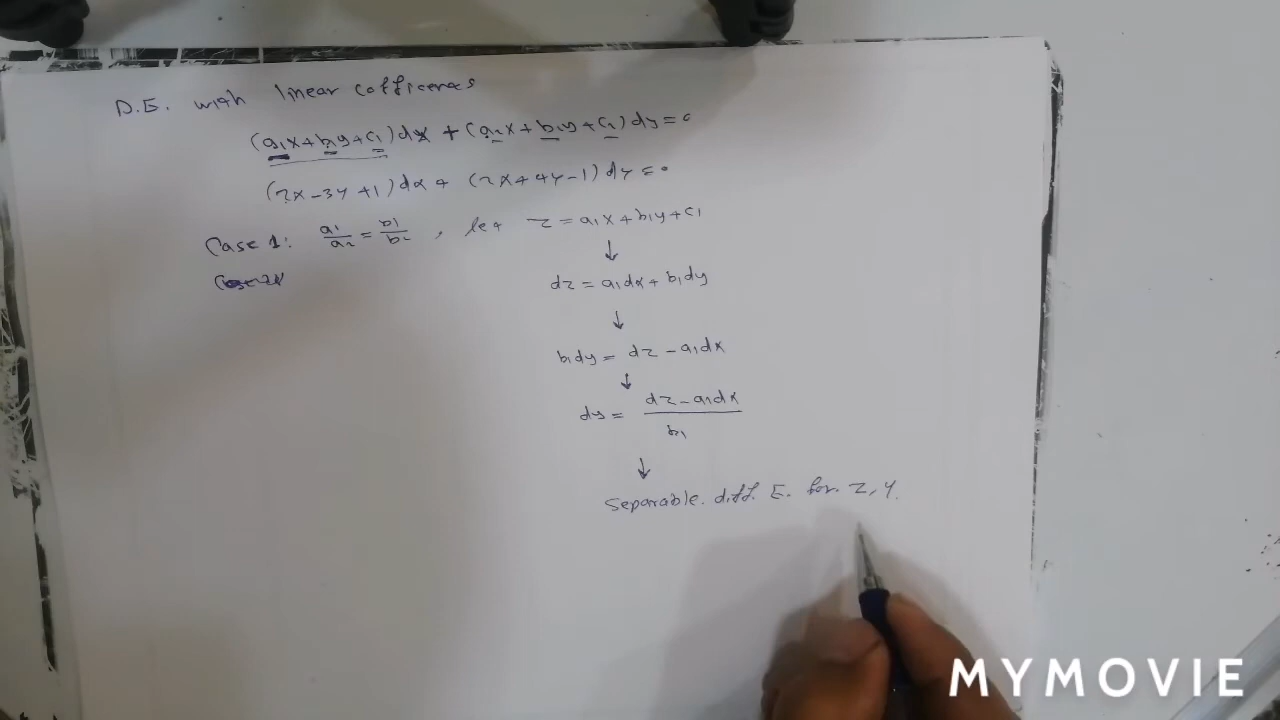 D.E. with linear cofficenas
(a1x+b1y+c1)dx + (a2x+b2y+c2)dy=0
(2x-3y+1)dx + (2x+4y-1)dy=0
Case 1: a1/a2 = b1/b2, let z=a1x+b1y+c1
↓
dz=a1dx+b1dy
↓
b1dy= dz-a1dx
↓
dy= dz-a1dx / b1
↓
separable. diff. E. for. z,y.
MYMOVIE